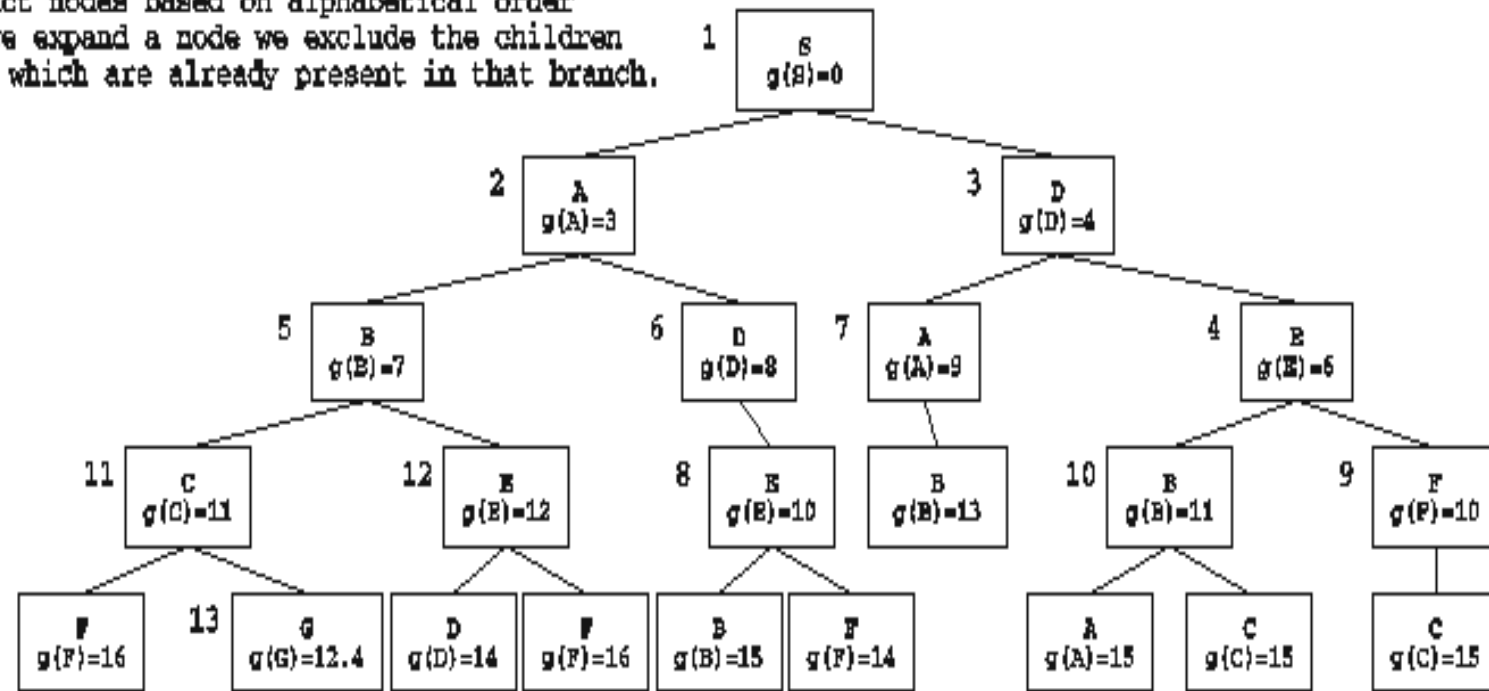 ct nodes based on alphabetical order
e expand a node we exclude the children
which are already present in that branch.
1
S
g(S)=0
2
A
g(A)=3
3
D
g(D)=4
5
B
g(B)=7
6
D
g(D)=8
7
A
g(A)=9
4
E
g(E)=6
11
C
g(C)=11
12
E
g(E)=12
8
E
g(E)=10
B
g(B)=13
10
B
g(B)=11
9
F
g(F)=10
F
g(F)=16
13
G
g(G)=12.4
D
g(D)=14
F
g(F)=16
B
g(B)=15
F
g(F)=14
A
g(A)=15
C
g(C)=15
C
g(C)=15